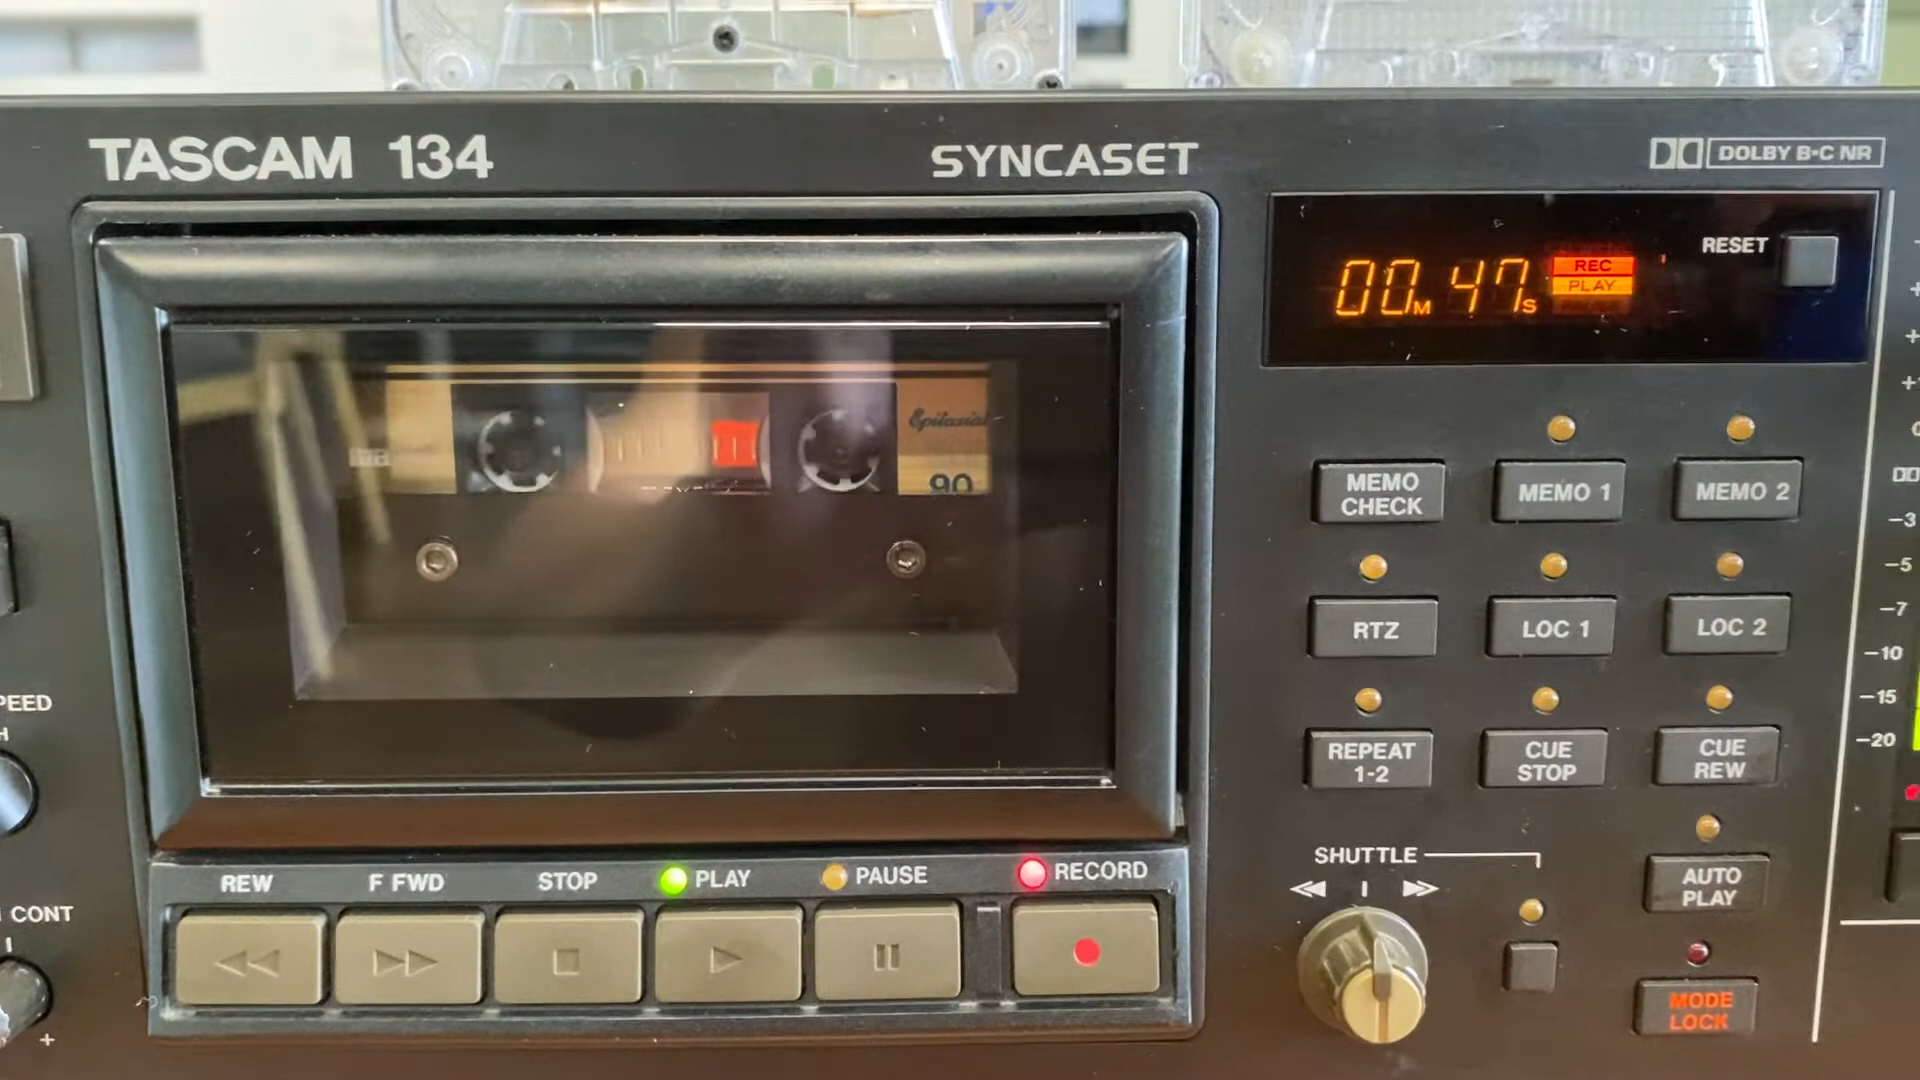 TASCAM 134
SYNCASET
DOLBY B•C NR
RESET
00M 47S
REC
PLAY
Epitaxial
90
MEMO CHECK
MEMO 1
MEMO 2
RTZ
LOC 1
LOC 2
REPEAT 1-2
CUE STOP
CUE REW
SHUTTLE
AUTO PLAY
MODE LOCK
REW
F FWD
STOP
PLAY
PAUSE
RECORD
PEED
H
CONT
+
-3
-5
-7
-10
-15
-20